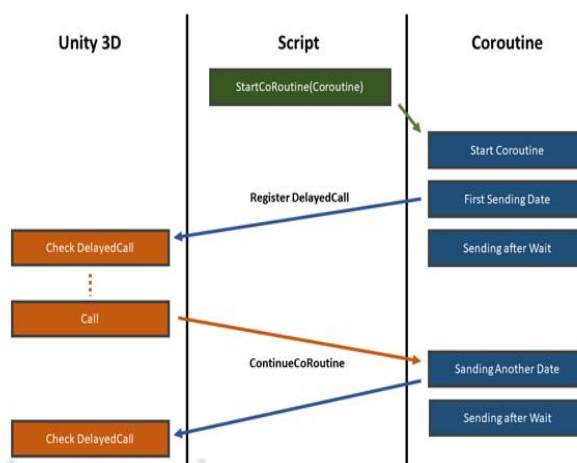 Unity 3D
Script
Coroutine
StartCoRoutine(Coroutine)
Start Coroutine
Register DelayedCall
First Sending Date
Check DelayedCall
Sending after Wait
Call
ContinueCoRoutine
Sanding Another Date
Check DelayedCall
Sending after Wait